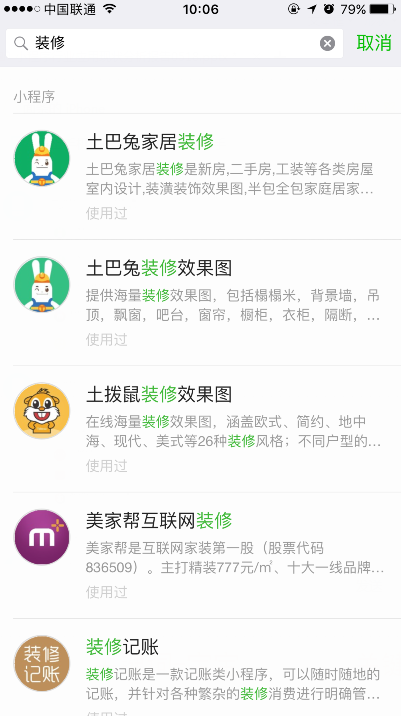 中国联通 10:06 79%
装修 取消
小程序
土巴兔家居装修
土巴兔家居装修是新房,二手房,工装等各类房屋
室内设计,装潢装饰效果图,半包全包家庭居家…
使用过
土巴兔装修效果图
提供海量装修效果图，包括榻榻米，背景墙，吊
顶，飘窗，吧台，窗帘，橱柜，衣柜，隔断，…
使用过
土拨鼠装修效果图
在线海量装修效果图，涵盖欧式、简约、地中
海、现代、美式等26种装修风格；不同户型的…
使用过
m
美家帮互联网装修
美家帮是互联网家装第一股（股票代码
836509）。主打精装777元/㎡、十大一线品牌…
使用过
装修
记账
装修记账
装修记账是一款记账类小程序，可以随时随地的
记账，并针对各种繁杂的装修消费进行明确管…